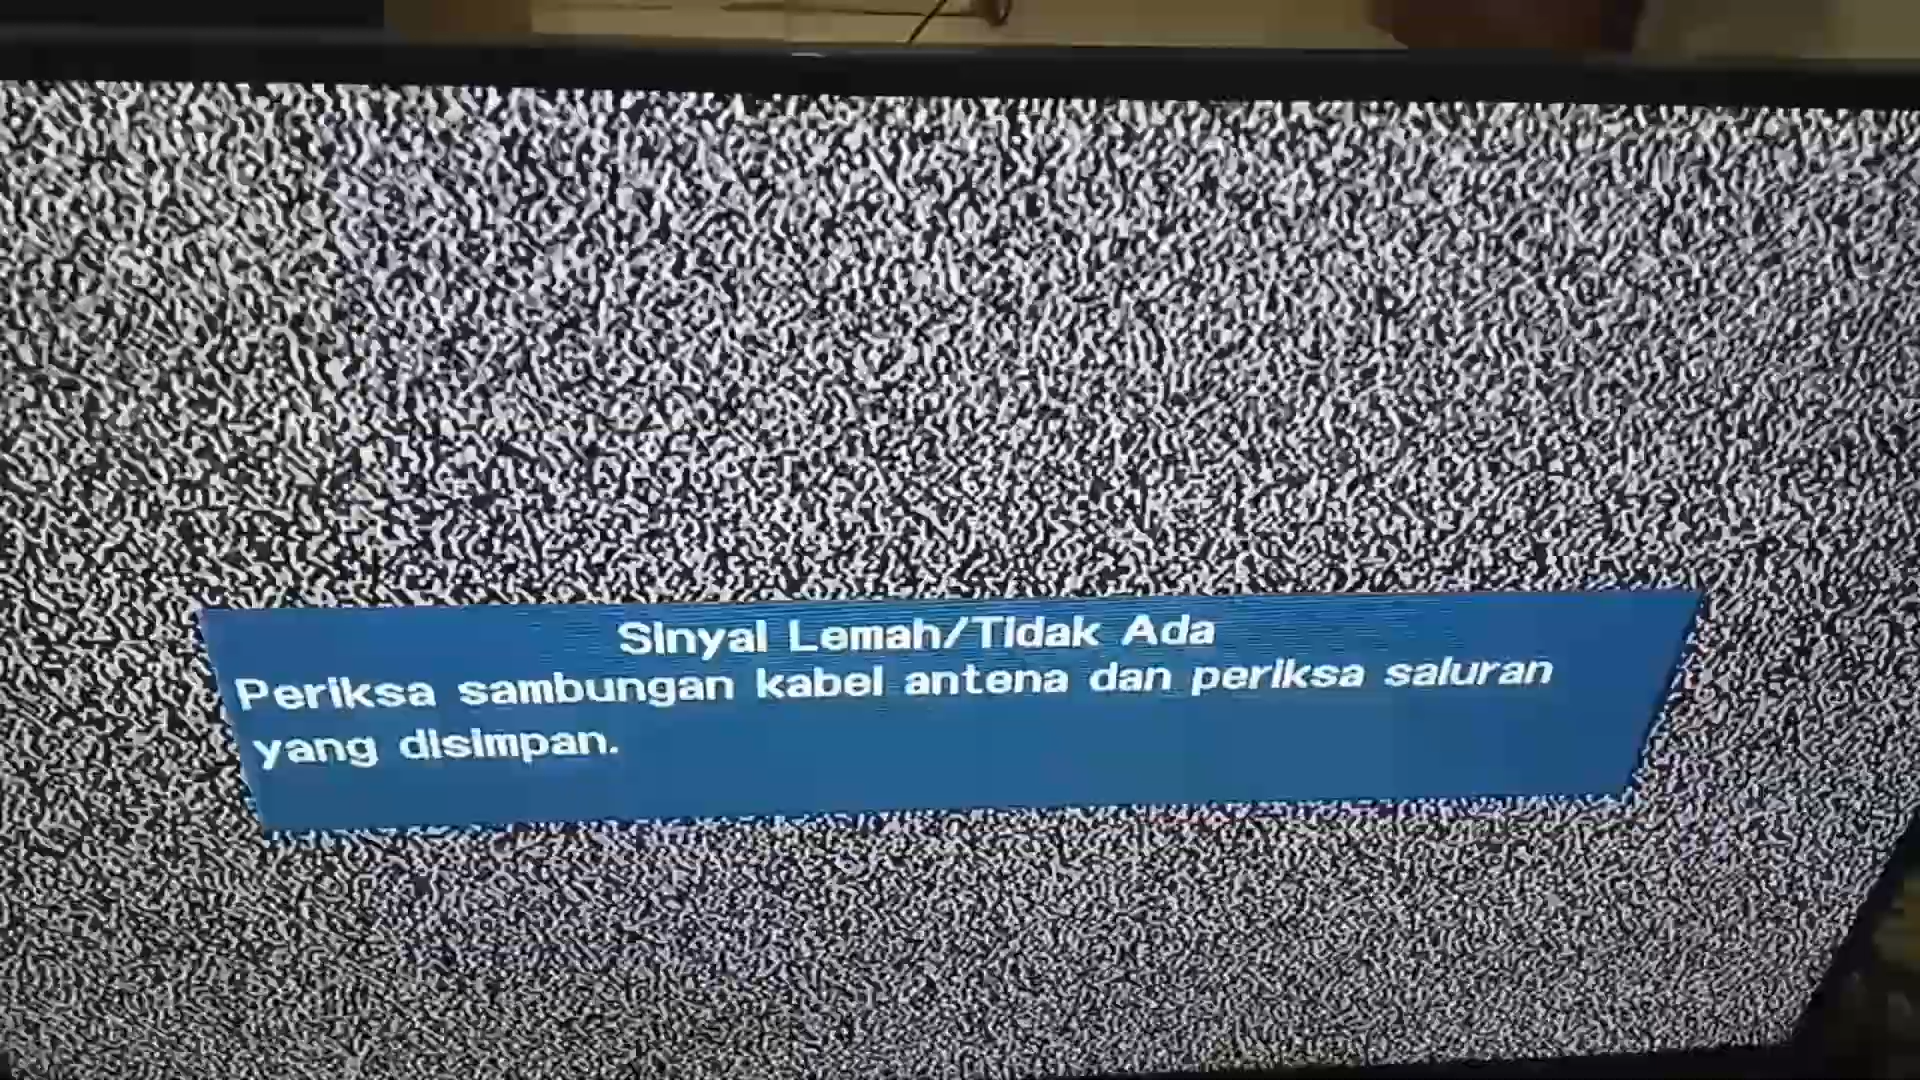 Sinyal Lemah/Tidak Ada
Periksa sambungan kabel antena dan periksa saluran
yang disimpan.